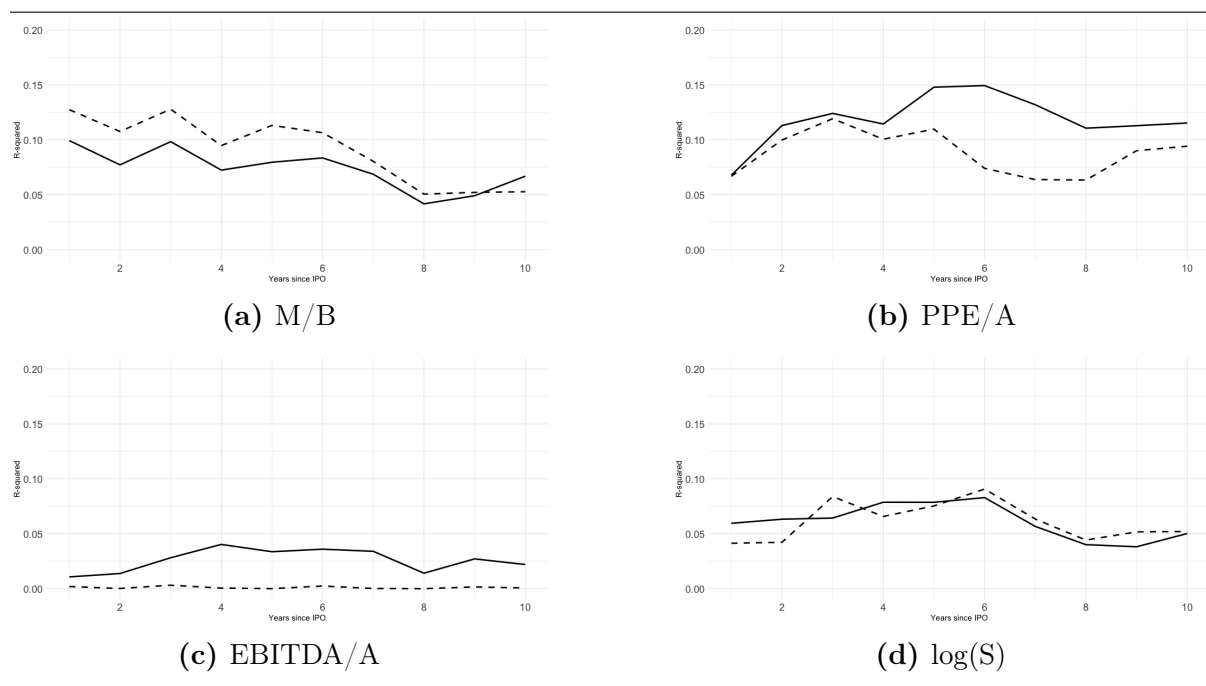 0.20
0.15
0.10
0.05
0.00
R-squared
2 4 6 8 10
Years since IPO
(a) M/B
0.20
0.15
0.10
0.05
0.00
R-squared
2 4 6 8 10
Years since IPO
(b) PPE/A
0.20
0.15
0.10
0.05
0.00
R-squared
2 4 6 8 10
Years since IPO
(c) EBITDA/A
0.20
0.15
0.10
0.05
0.00
R-squared
2 4 6 8 10
Years since IPO
(d) log(S)